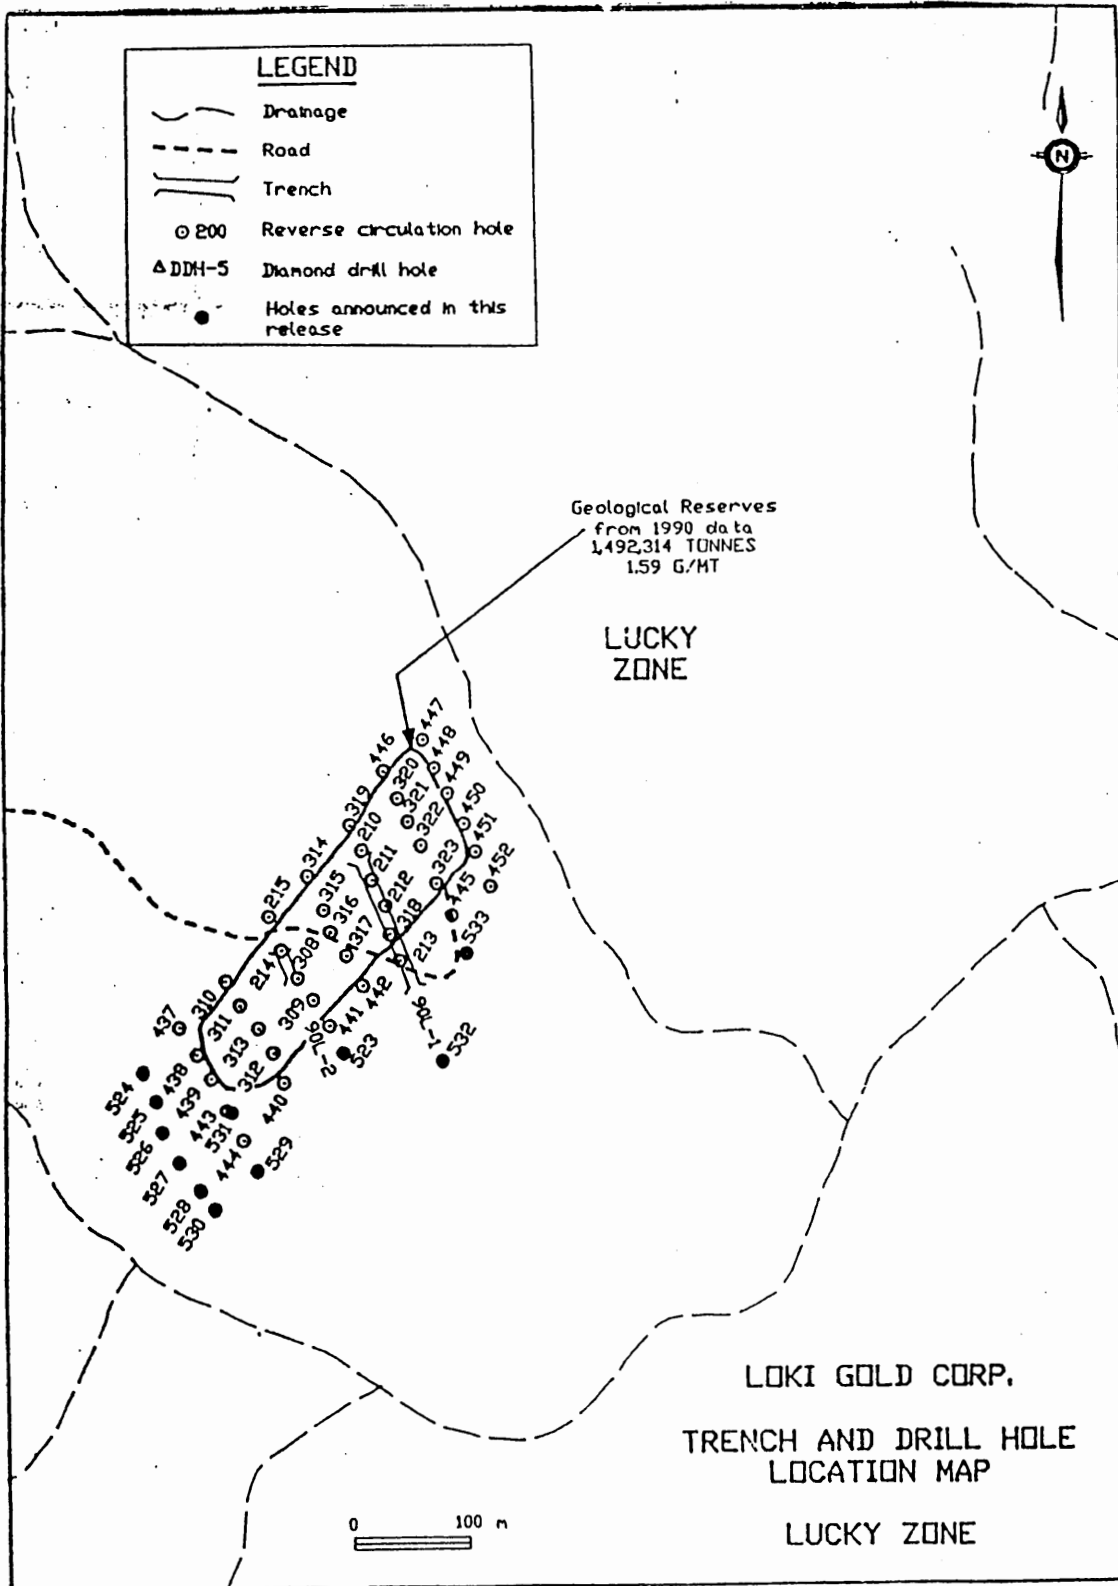 LEGEND
Drainage
Road
Trench
200 Reverse circulation hole
DDH-5 Diamond drill hole
Holes announced in this
release
N
Geological Reserves
from 1990 data
1,492,314 TONNES
1.59 G/MT
LUCKY
ZONE
447
446
448
320
449
319
321
450
210
322
451
314
211
323
452
315
212
445
215
316
318
533
317
213
308
214
442
310
309
441
90L-1
311
90L-2
532
437
313
523
438
312
524
439
440
525
443
531
526
444
529
527
528
530
0 100 m
LOKI GOLD CORP.
TRENCH AND DRILL HOLE
LOCATION MAP
LUCKY ZONE